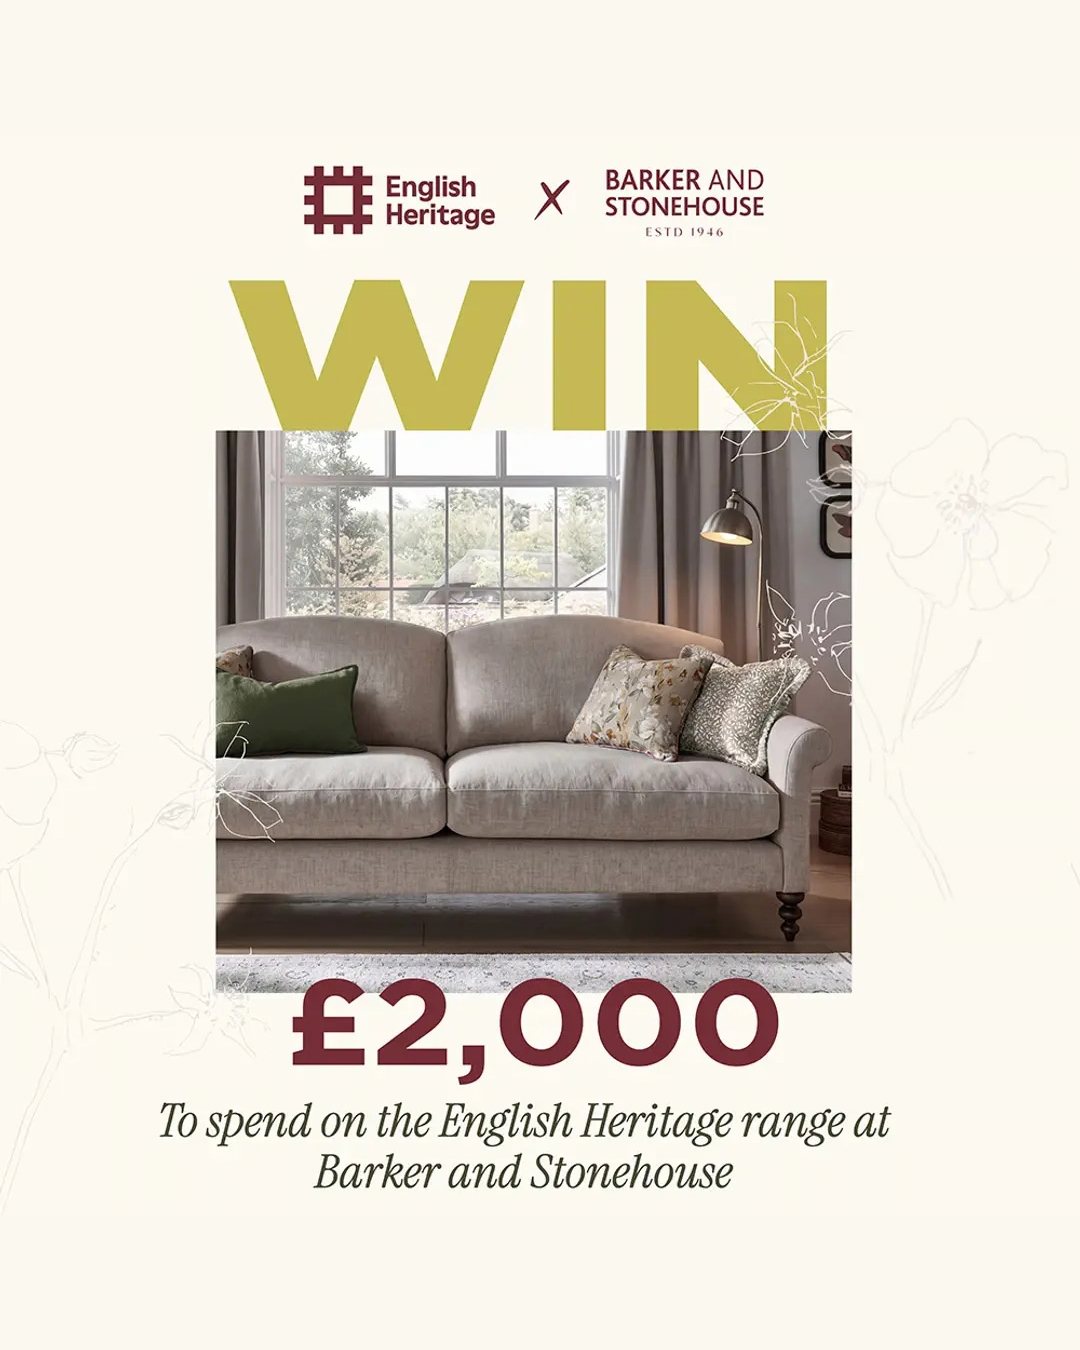 English
Heritage
X
BARKER AND
STONEHOUSE
ESTD 1946
WIN
£2,000
To spend on the English Heritage range at
Barker and Stonehouse